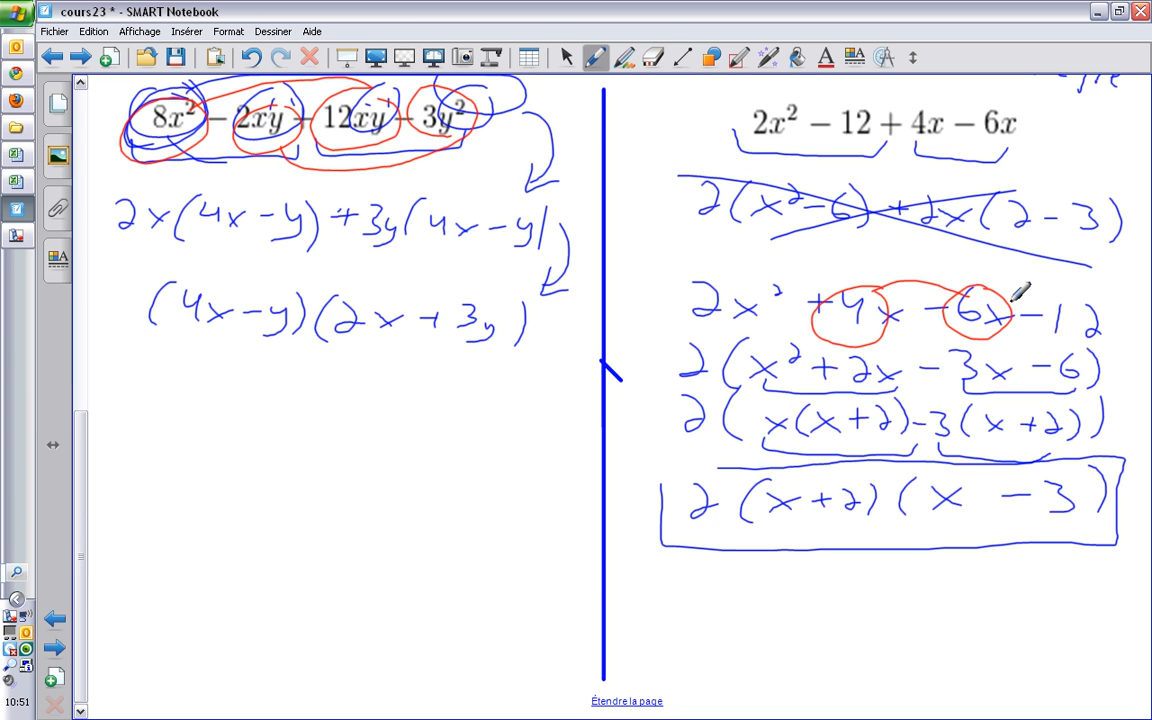 cours23 * - SMART Notebook
Fichier Edition Affichage Insérer Format Dessiner Aide
8x² − 2xy + 12xy − 3y²
2x(4x − y) + 3y(4x − y)
(4x − y)(2x + 3y)
2x² − 12 + 4x − 6x
2(x² − 6) + 2x(2 − 3)
2x² + 4x − 6x − 12
2(x² + 2x − 3x − 6)
2(x(x + 2) − 3(x + 2))
2(x + 2)(x − 3)
Étendre la page
10:51